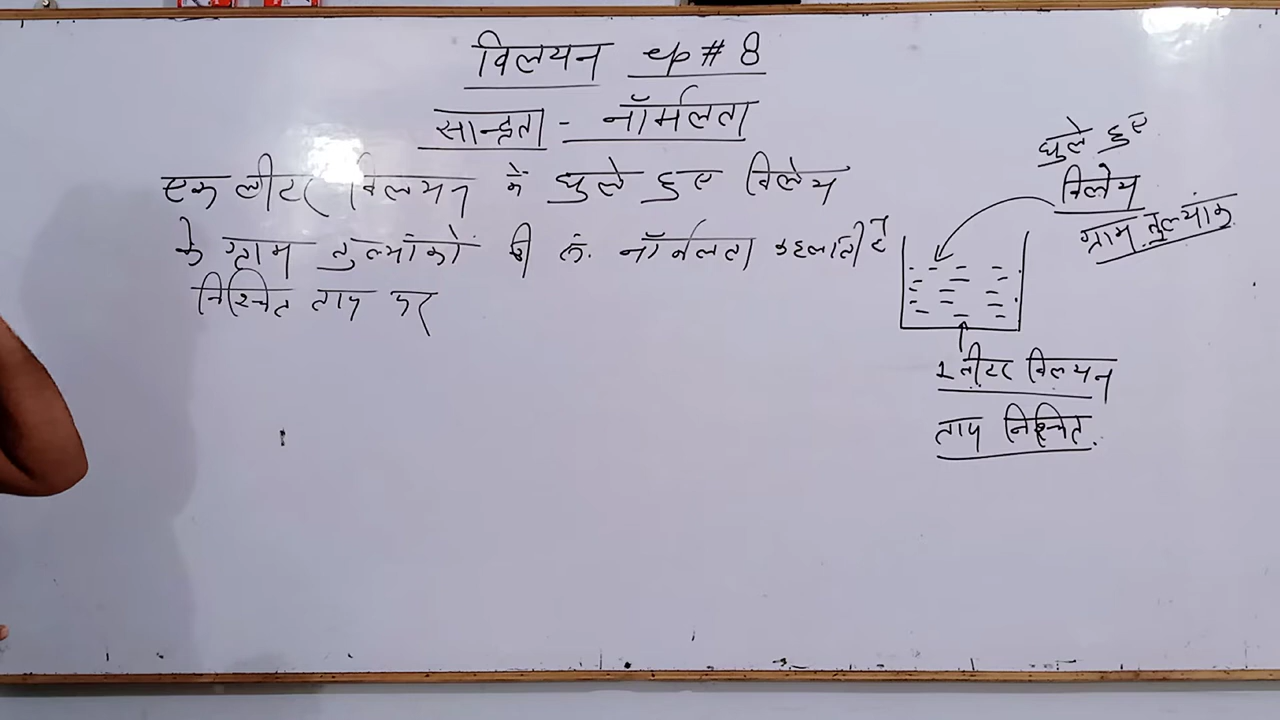 विलयन ep # 8
सान्द्रता - नॉर्मलता
एक लीटर विलयन में घुले हुए विलेय
के ग्राम तुल्यांकों की सं. नॉर्मलता कहलाती है
निश्चित ताप पर
घुले हुए
विलेय
ग्राम तुल्यांक
1 लीटर विलयन
ताप निश्चित.